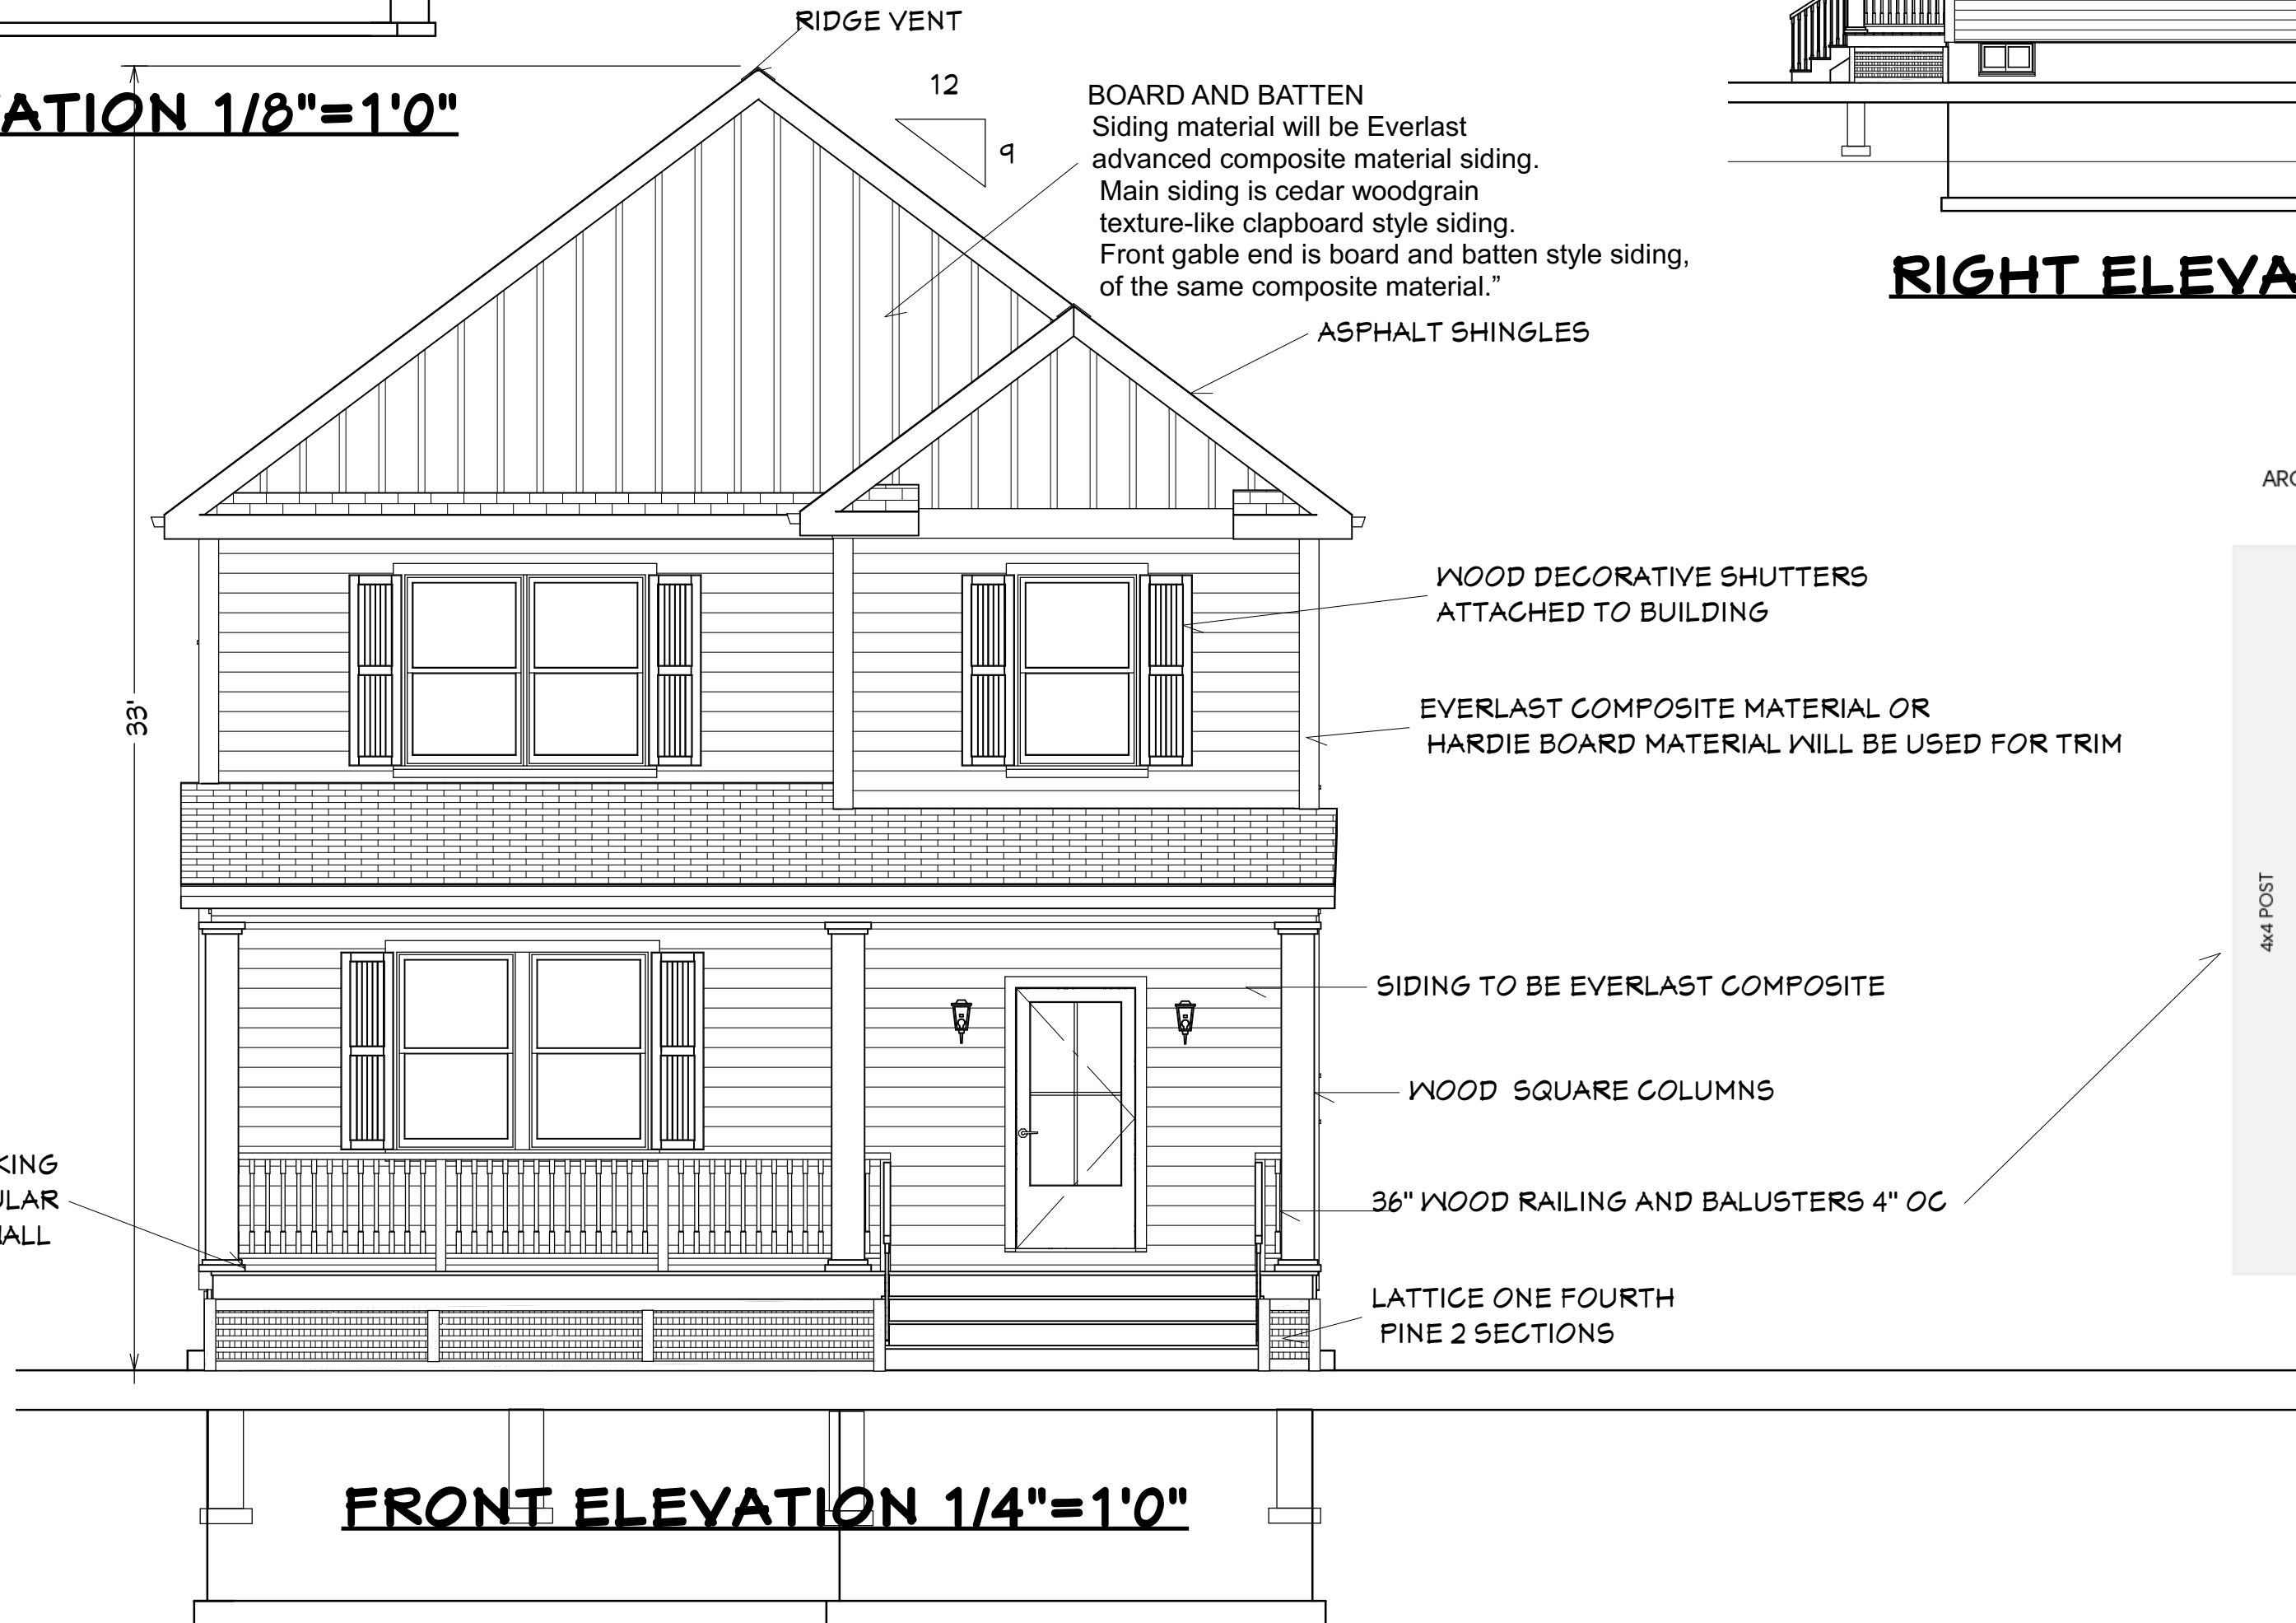 RIDGE VENT
ATION 1/8"=1'0"
12
9
BOARD AND BATTEN
Siding material will be Everlast
advanced composite material siding.
Main siding is cedar woodgrain
texture-like clapboard style siding.
Front gable end is board and batten style siding,
of the same composite material.”
RIGHT ELEVA
ASPHALT SHINGLES
ARC
WOOD DECORATIVE SHUTTERS
ATTACHED TO BUILDING
33'
EVERLAST COMPOSITE MATERIAL OR
HARDIE BOARD MATERIAL WILL BE USED FOR TRIM
4x4 POST
SIDING TO BE EVERLAST COMPOSITE
WOOD SQUARE COLUMNS
KING
ULAR
36" WOOD RAILING AND BALUSTERS 4" OC
LATTICE ONE FOURTH
PINE 2 SECTIONS
FRONT ELEVATION 1/4"=1'0"